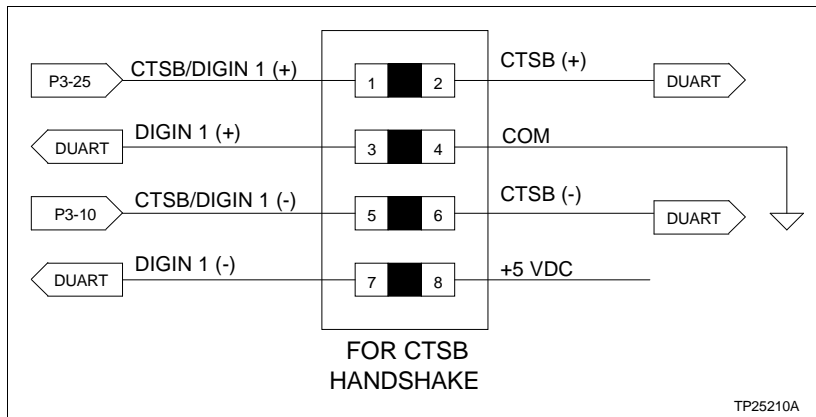 P3-25 CTSB/DIGIN 1 (+) 1 2 CTSB (+) DUART
DUART DIGIN 1 (+) 3 4 COM
P3-10 CTSB/DIGIN 1 (-) 5 6 CTSB (-) DUART
DUART DIGIN 1 (-) 7 8 +5 VDC
FOR CTSB
HANDSHAKE
TP25210A